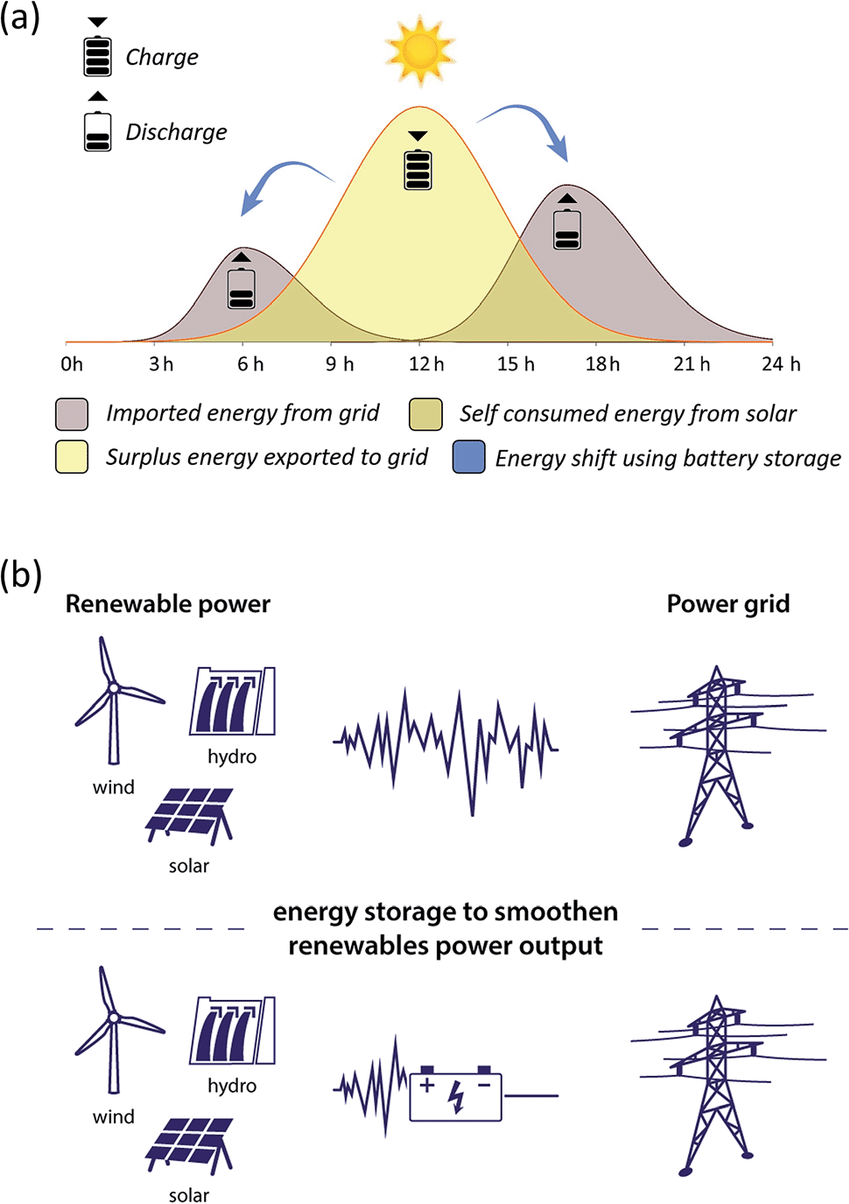 (a)
Charge
Discharge
0h 3h 6 h 9 h 12 h 15 h 18 h 21 h 24 h
Imported energy from grid
Self consumed energy from solar
Surplus energy exported to grid
Energy shift using battery storage
(b)
Renewable power
Power grid
hydro
wind
solar
energy storage to smoothen
renewables power output
+ −
hydro
wind
solar